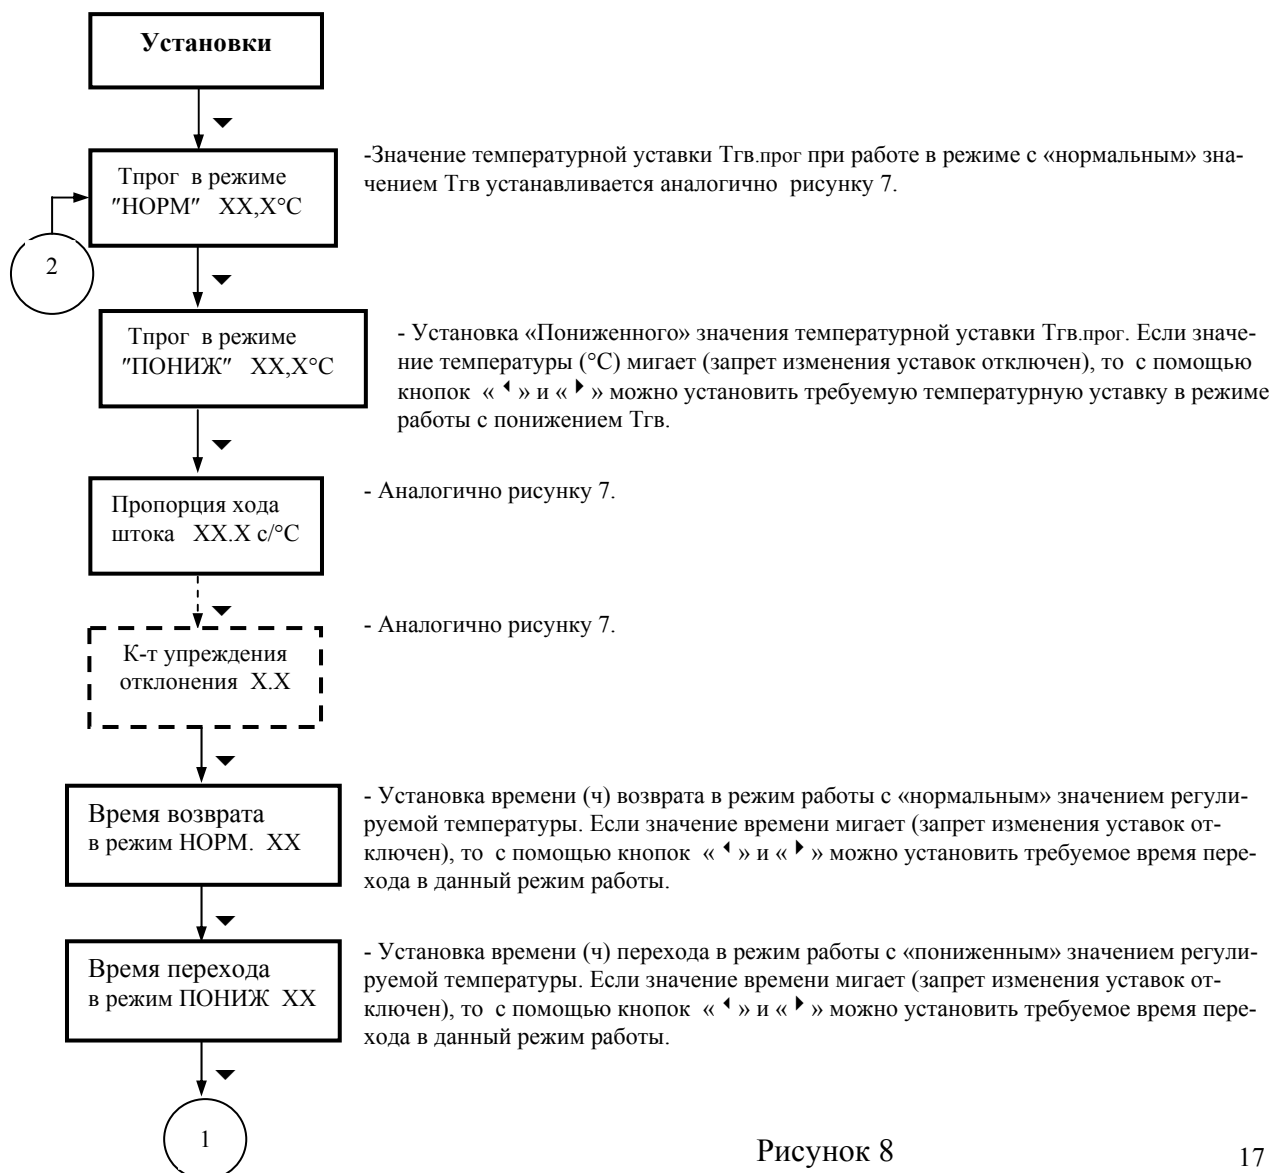 Установки
Тпрог в режиме
"НОРМ" ХХ,Х°С
-Значение температурной уставки Тгв.прог при работе в режиме с «нормальным» зна-
чением Тгв устанавливается аналогично рисунку 7.
2
Тпрог в режиме
"ПОНИЖ" ХХ,Х°С
- Установка «Пониженного» значения температурной уставки Тгв.прог. Если значе-
ние температуры (°С) мигает (запрет изменения уставок отключен), то с помощью
кнопок « 🞀 » и « 🞂 » можно установить требуемую температурную уставку в режиме
работы с понижением Тгв.
Пропорция хода
штока ХХ.Х с/°С
- Аналогично рисунку 7.
К-т упреждения
отклонения Х.Х
- Аналогично рисунку 7.
Время возврата
в режим НОРМ. ХХ
- Установка времени (ч) возврата в режим работы с «нормальным» значением регули-
руемой температуры. Если значение времени мигает (запрет изменения уставок от-
ключен), то с помощью кнопок « 🞀 » и « 🞂 » можно установить требуемое время пере-
хода в данный режим работы.
Время перехода
в режим ПОНИЖ ХХ
- Установка времени (ч) перехода в режим работы с «пониженным» значением регули-
руемой температуры. Если значение времени мигает (запрет изменения уставок от-
ключен), то с помощью кнопок « 🞀 » и « 🞂 » можно установить требуемое время пере-
хода в данный режим работы.
1
Рисунок 8
17